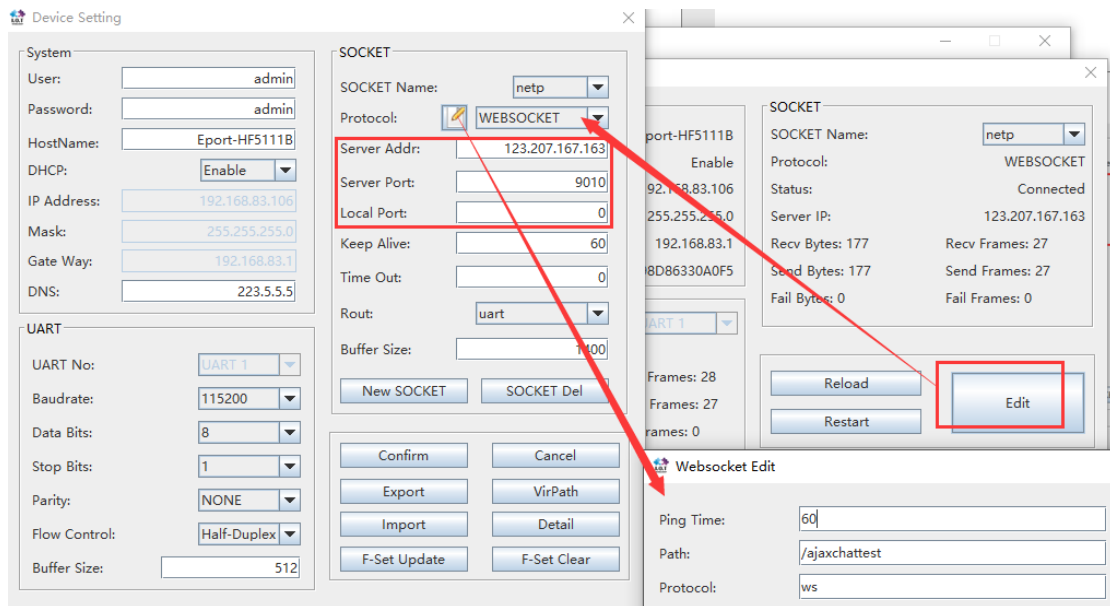 Device Setting
System
User: admin
Password: admin
HostName: Eport-HF5111B
DHCP: Enable
IP Address: 192.168.83.106
Mask: 255.255.255.0
Gate Way: 192.168.83.1
DNS: 223.5.5.5
UART
UART No: UART 1
Baudrate: 115200
Data Bits: 8
Stop Bits: 1
Parity: NONE
Flow Control: Half-Duplex
Buffer Size: 512
SOCKET
SOCKET Name: netp
Protocol: WEBSOCKET
Server Addr: 123.207.167.163
Server Port: 9010
Local Port: 0
Keep Alive: 60
Time Out: 0
Rout: uart
Buffer Size: 1400
New SOCKET SOCKET Del
Confirm Cancel
Export VirPath
Import Detail
F-Set Update F-Set Clear
port-HF5111B
Enable
92.168.83.106
255.255.255.0
192.168.83.1
8D86330A0F5
UART 1
Frames: 28
Frames: 27
rames: 0
SOCKET
SOCKET Name: netp
Protocol: WEBSOCKET
Status: Connected
Server IP: 123.207.167.163
Recv Bytes: 177 Recv Frames: 27
Send Bytes: 177 Send Frames: 27
Fail Bytes: 0 Fail Frames: 0
Reload
Edit
Restart
Websocket Edit
Ping Time: 60
Path: /ajaxchattest
Protocol: ws